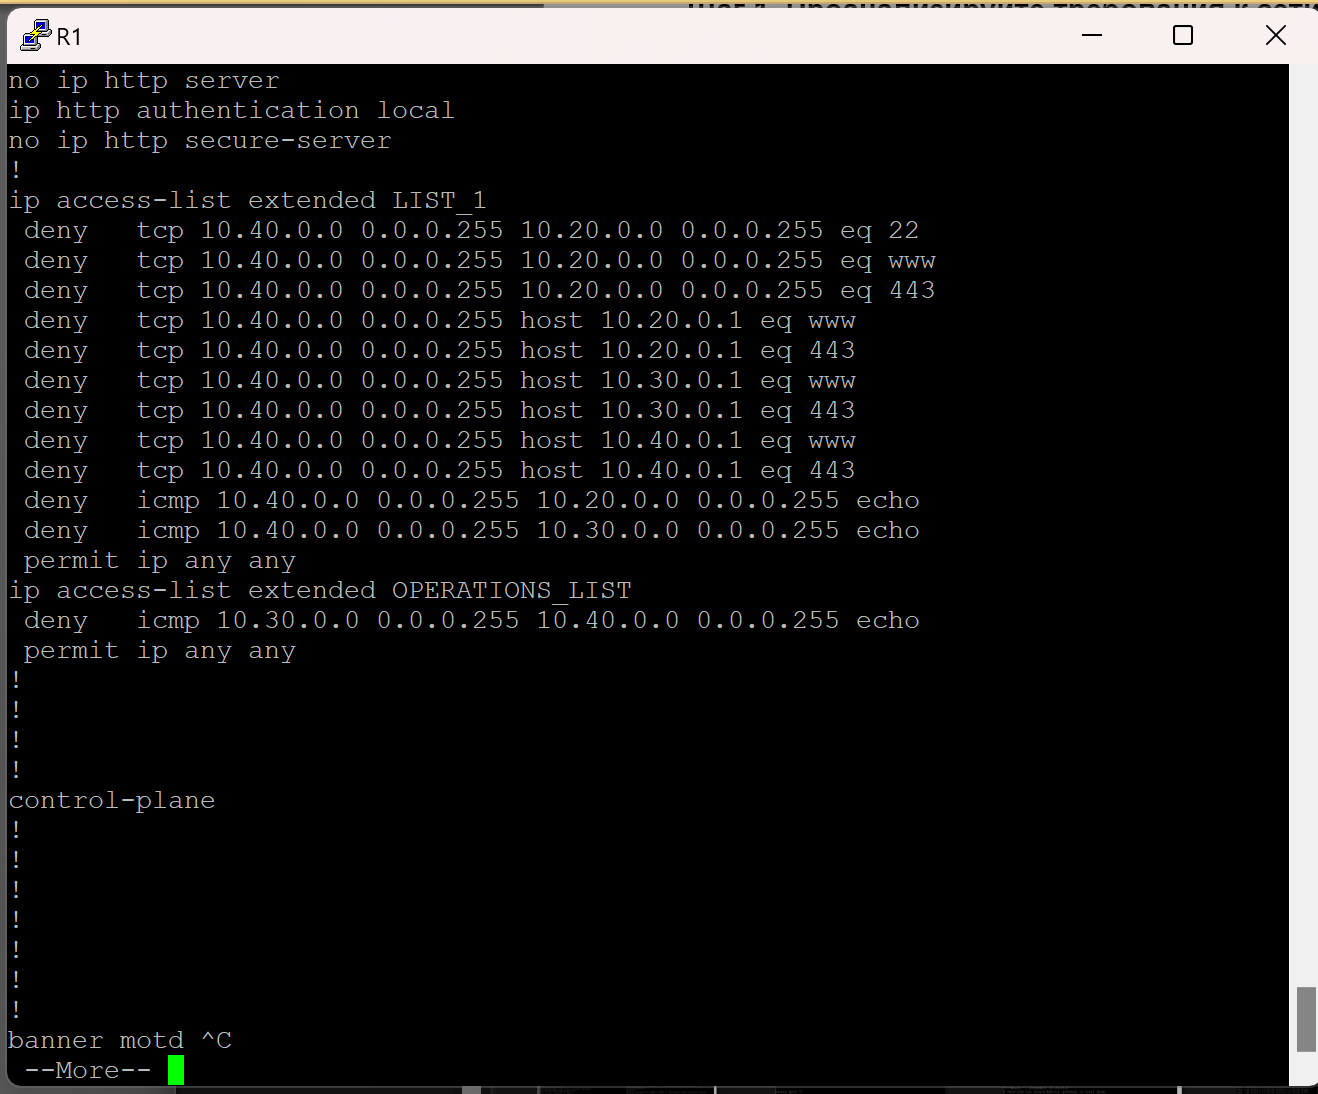 R1
no ip http server
ip http authentication local
no ip http secure-server
!
ip access-list extended LIST_1
 deny   tcp 10.40.0.0 0.0.0.255 10.20.0.0 0.0.0.255 eq 22
 deny   tcp 10.40.0.0 0.0.0.255 10.20.0.0 0.0.0.255 eq www
 deny   tcp 10.40.0.0 0.0.0.255 10.20.0.0 0.0.0.255 eq 443
 deny   tcp 10.40.0.0 0.0.0.255 host 10.20.0.1 eq www
 deny   tcp 10.40.0.0 0.0.0.255 host 10.20.0.1 eq 443
 deny   tcp 10.40.0.0 0.0.0.255 host 10.30.0.1 eq www
 deny   tcp 10.40.0.0 0.0.0.255 host 10.30.0.1 eq 443
 deny   tcp 10.40.0.0 0.0.0.255 host 10.40.0.1 eq www
 deny   tcp 10.40.0.0 0.0.0.255 host 10.40.0.1 eq 443
 deny   icmp 10.40.0.0 0.0.0.255 10.20.0.0 0.0.0.255 echo
 deny   icmp 10.40.0.0 0.0.0.255 10.30.0.0 0.0.0.255 echo
 permit ip any any
ip access-list extended OPERATIONS_LIST
 deny   icmp 10.30.0.0 0.0.0.255 10.40.0.0 0.0.0.255 echo
 permit ip any any
!
!
!
!
control-plane
!
!
!
!
!
!
!
banner motd ^C
 --More--